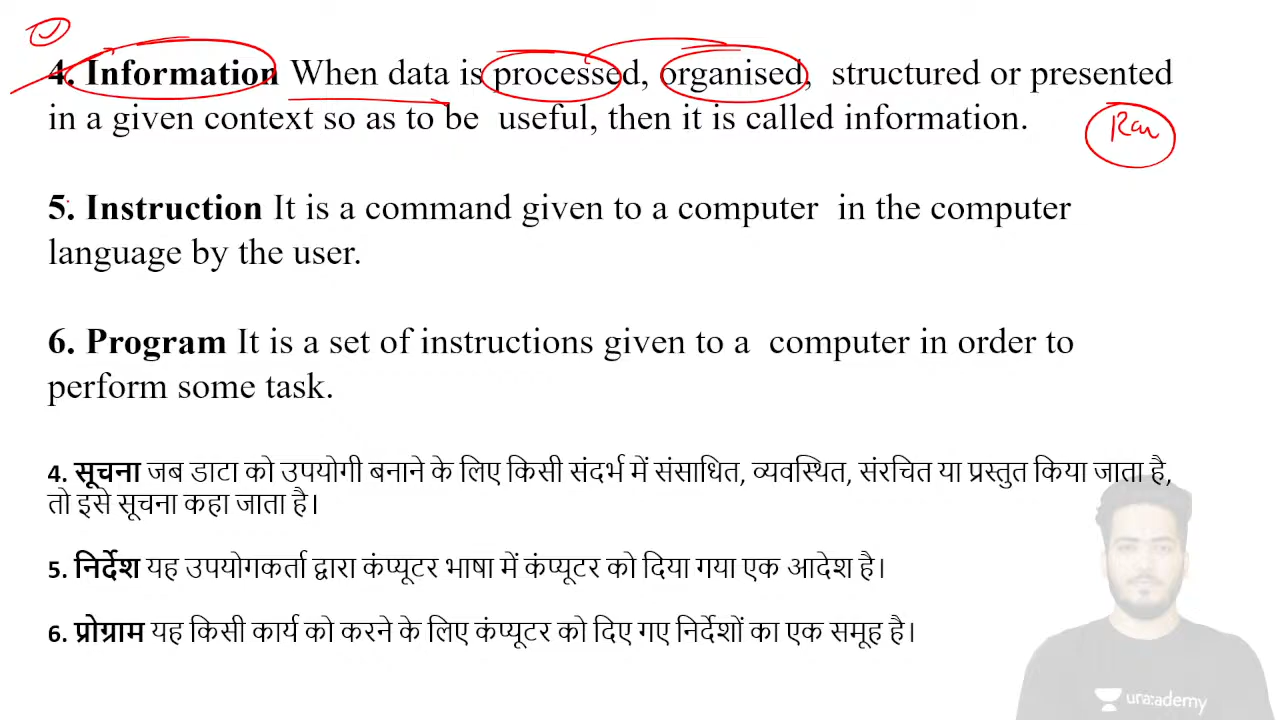 4. Information When data is processed, organised, structured or presented
in a given context so as to be useful, then it is called information.
Raw
5. Instruction It is a command given to a computer in the computer
language by the user.
6. Program It is a set of instructions given to a computer in order to
perform some task.
4. सूचना जब डाटा को उपयोगी बनाने के लिए किसी संदर्भ में संसाधित, व्यवस्थित, संरचित या प्रस्तुत किया जाता है,
तो इसे सूचना कहा जाता है।
5. निर्देश यह उपयोगकर्ता द्वारा कंप्यूटर भाषा में कंप्यूटर को दिया गया एक आदेश है।
6. प्रोग्राम यह किसी कार्य को करने के लिए कंप्यूटर को दिए गए निर्देशों का एक समूह है।
unacademy